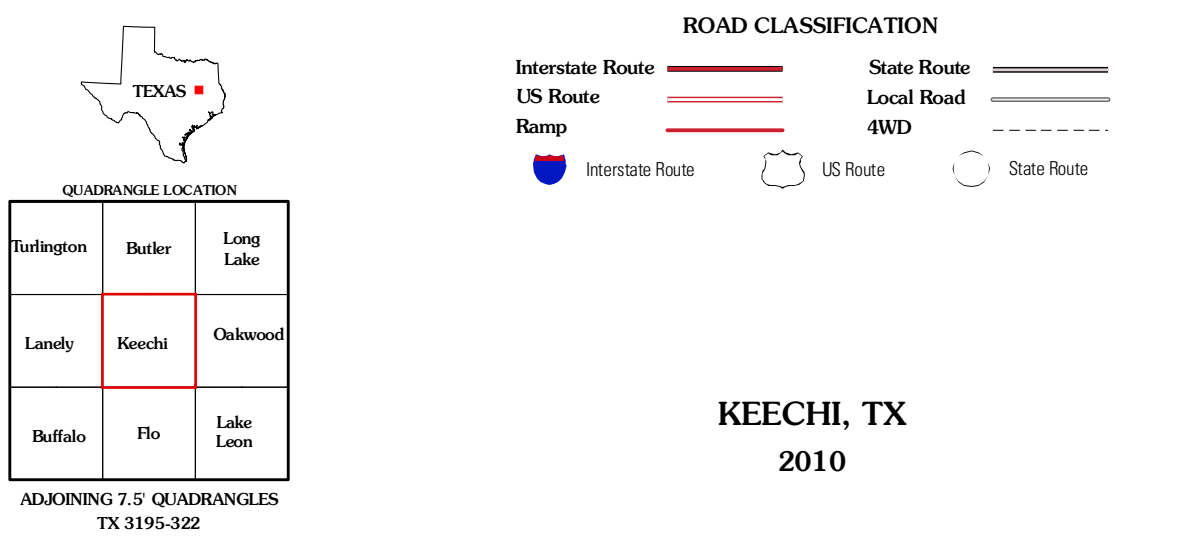 TEXAS
QUADRANGLE LOCATION
Turlington
Butler
Long
Lake
Lanely
Keechi
Oakwood
Buffalo
Flo
Lake
Leon
ADJOINING 7.5' QUADRANGLES
TX 3195-322
ROAD CLASSIFICATION
Interstate Route
State Route
US Route
Local Road
Ramp
4WD
Interstate Route
US Route
State Route
KEECHI, TX
2010